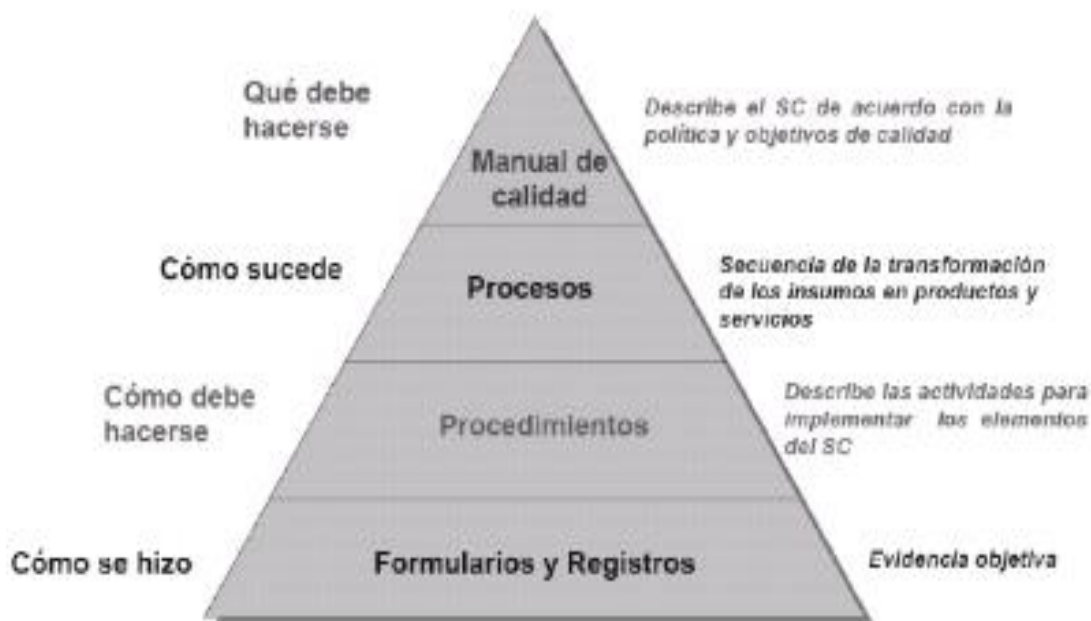 Qué debe
hacerse
Describe el SC de acuerdo con la
política y objetivos de calidad
Manual de
calidad
Cómo sucede
Procesos
Secuencia de la transformación
de los insumos en productos y
servicios
Cómo debe
hacerse
Procedimientos
Describe las actividades para
implementar los elementos
del SC
Cómo se hizo
Formularios y Registros
Evidencia objetiva